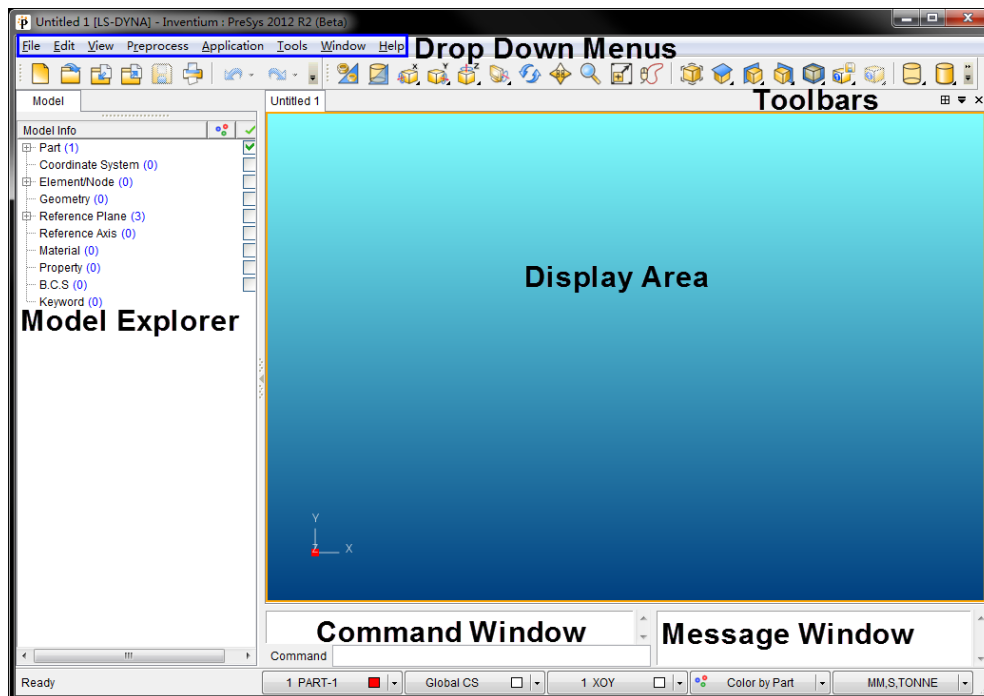 Untitled 1 [LS-DYNA] - Inventium : PreSys 2012 R2 (Beta)
File Edit View Preprocess Application Tools Window Help
Drop Down Menus
X Y Z
Toolbars
Model
Untitled 1
Model Info
Part (1)
Coordinate System (0)
Element/Node (0)
Geometry (0)
Reference Plane (3)
Reference Axis (0)
Material (0)
Property (0)
B.C.S (0)
Keyword (0)
Model Explorer
Display Area
Y
Z X
Command Window
Message Window
Command
Ready 1 PART-1 Global CS 1 XOY Color by Part MM,S,TONNE